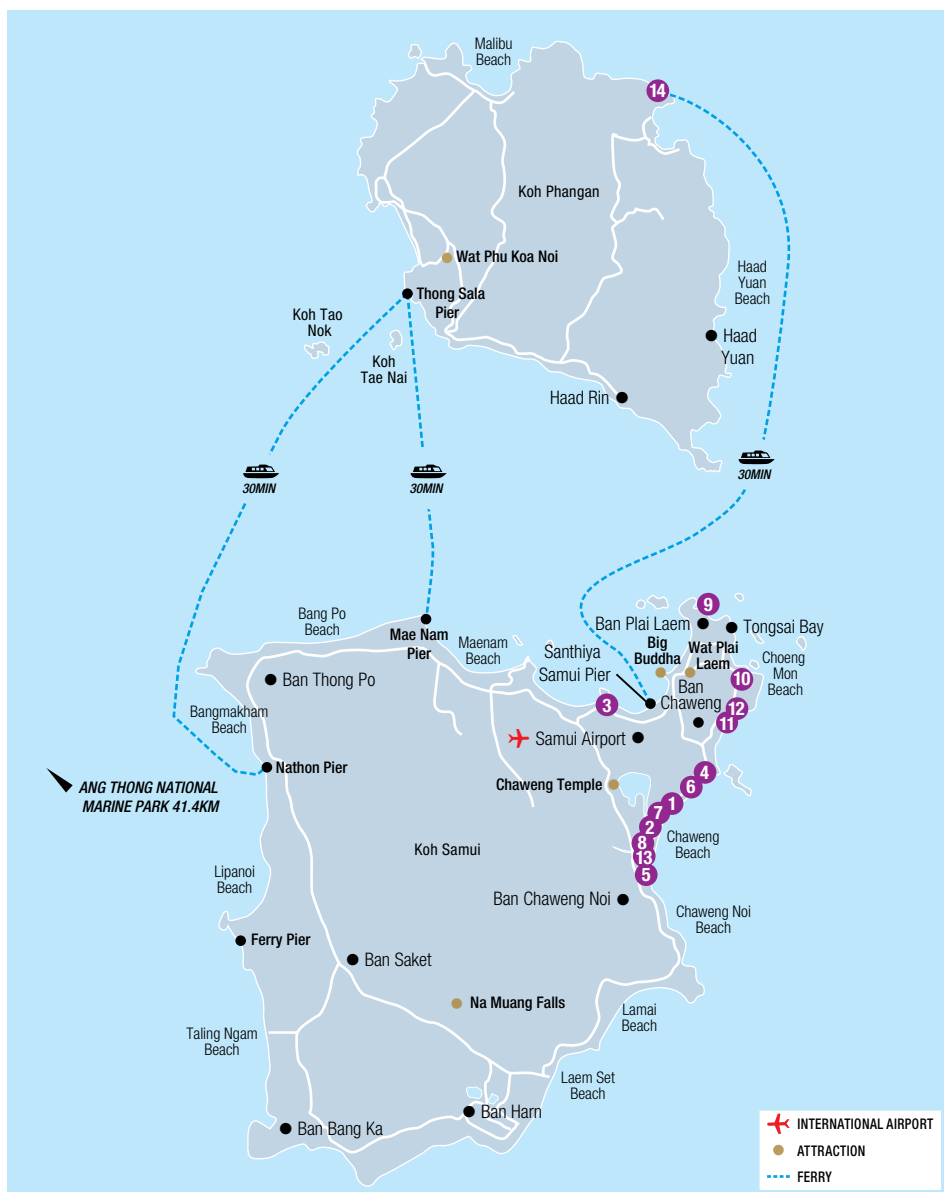 Malibu
Beach
14
Koh Phangan
Wat Phu Koa Noi
Thong Sala
Pier
Haad
Yuan
Beach
Koh Tao
Nok
Koh
Tae Nai
Haad
Yuan
Haad Rin
30MIN
30MIN
30MIN
9
Bang Po
Beach
Mae Nam
Pier
Maenam
Beach
Ban Plai Laem
Tongsai Bay
Big
Buddha
Wat Plai
Laem
Choeng
Mon
Beach
Santhiya
Samui Pier
Ban Thong Po
10
Ban
Chaweng
3
12
11
Bangmakham
Beach
Samui Airport
Nathon Pier
4
ANG THONG NATIONAL
MARINE PARK 41.4KM
Chaweng Temple
6
1
7
2
Chaweng
Beach
8
Koh Samui
13
5
Lipanoi
Beach
Ban Chaweng Noi
Chaweng Noi
Beach
Ferry Pier
Ban Saket
Na Muang Falls
Lamai
Beach
Taling Ngam
Beach
Laem Set
Beach
Ban Harn
Ban Bang Ka
INTERNATIONAL AIRPORT
ATTRACTION
FERRY